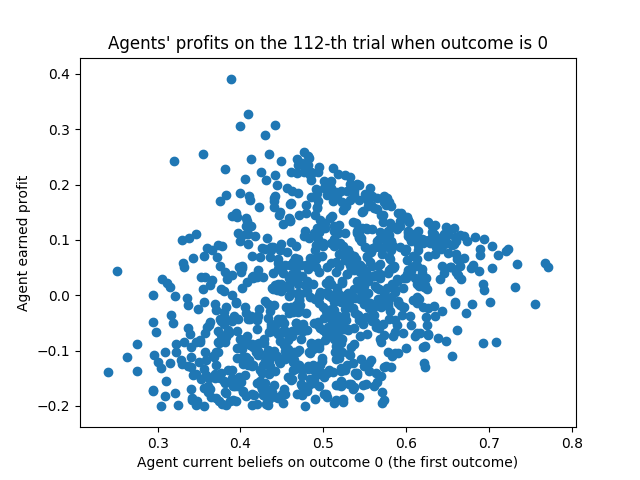 Agents' profits on the 112-th trial when outcome is 0
Agent earned profit
0.4
0.3
0.2
0.1
0.0
−0.1
−0.2
0.3 0.4 0.5 0.6 0.7 0.8
Agent current beliefs on outcome 0 (the first outcome)